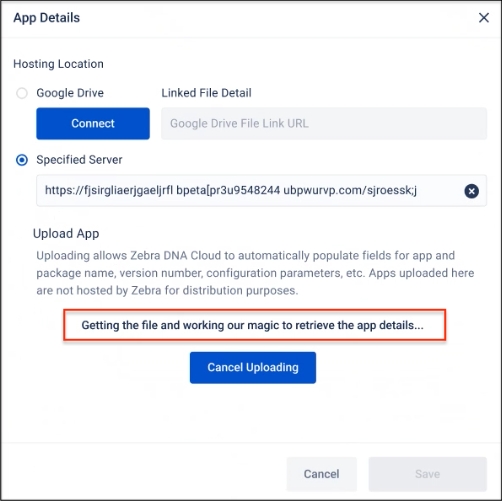 App Details
Hosting Location
Google Drive
Linked File Detail
Connect
Google Drive File Link URL
Specified Server
https://fjsirgliaerjgaeljrfl bpeta[pr3u9548244 ubpwurvp.com/sjroessk;j
Upload App
Uploading allows Zebra DNA Cloud to automatically populate fields for app and
package name, version number, configuration parameters, etc. Apps uploaded here
are not hosted by Zebra for distribution purposes.
Getting the file and working our magic to retrieve the app details...
Cancel Uploading
Cancel
Save